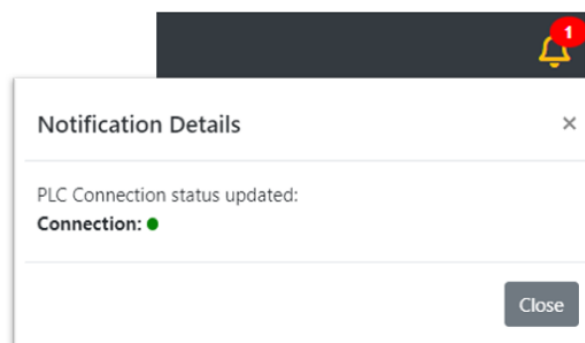 1
Notification Details
×
PLC Connection status updated:
Connection:
Close